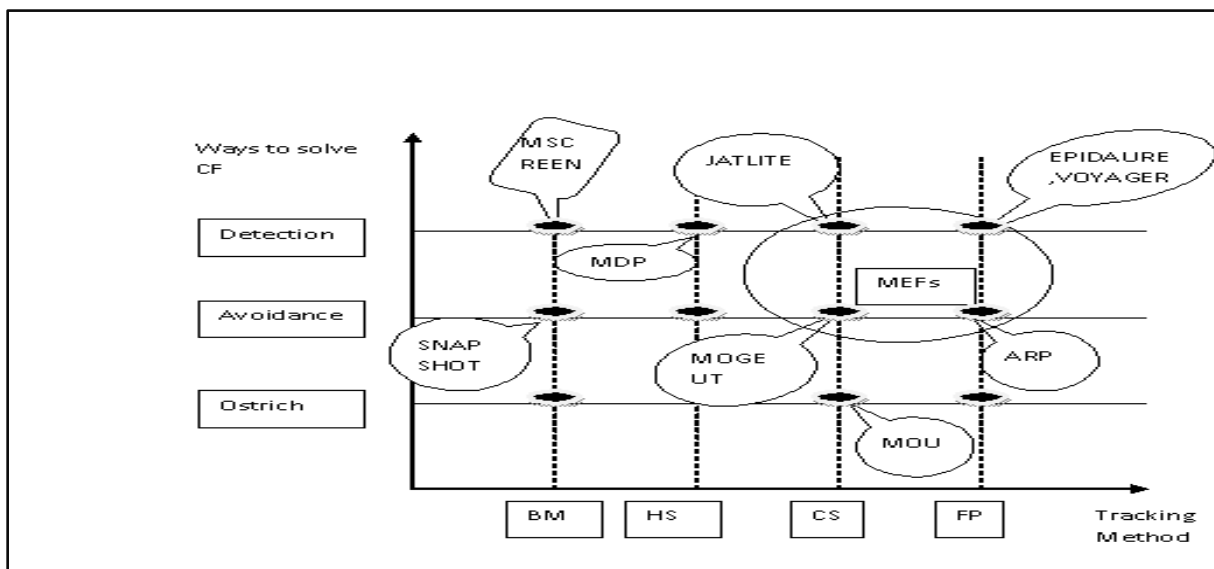 Ways to solve
CF
MSC
REEN
JATLITE
EPIDAURE
,VOYAGER
Detection
MDP
MEFs
Avoidance
SNAP
SHOT
MOGE
UT
ARP
Ostrich
MOU
BM
HS
CS
FP
Tracking
Method